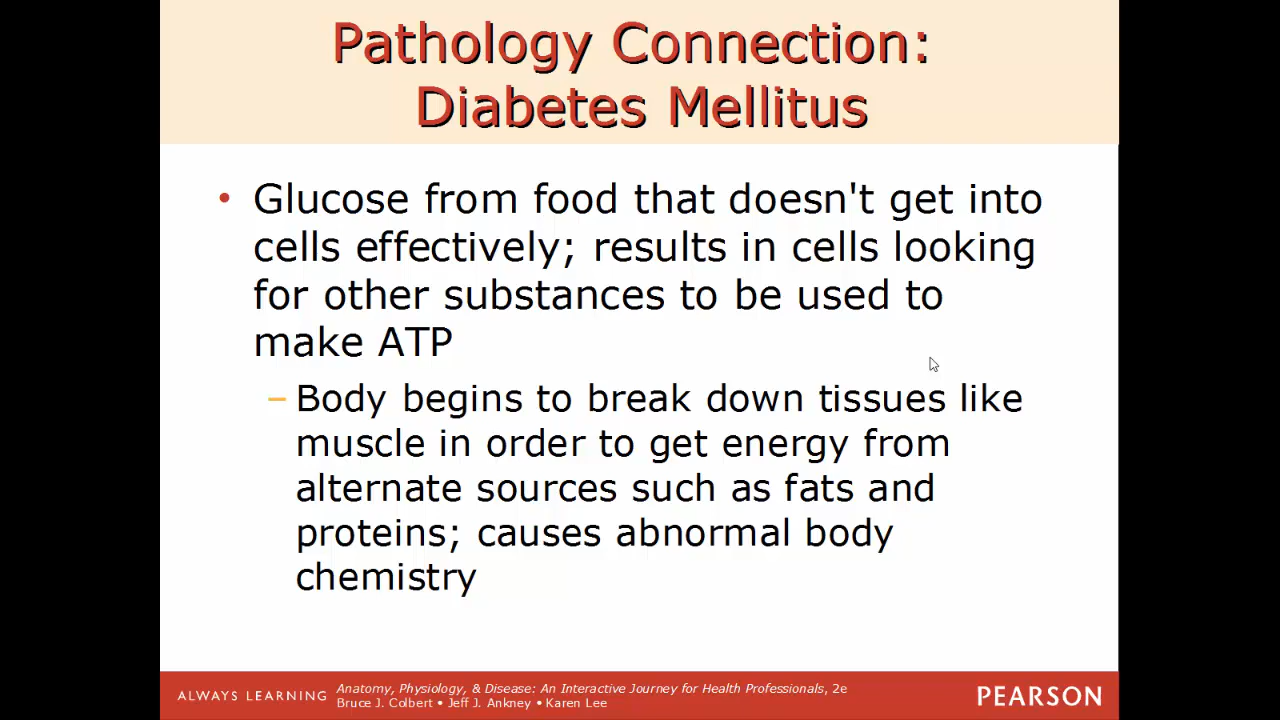 Pathology Connection:
Diabetes Mellitus
• Glucose from food that doesn't get into
cells effectively; results in cells looking
for other substances to be used to
make ATP
– Body begins to break down tissues like
muscle in order to get energy from
alternate sources such as fats and
proteins; causes abnormal body
chemistry
ALWAYS LEARNING
Anatomy, Physiology, & Disease: An Interactive Journey for Health Professionals, 2e
Bruce J. Colbert • Jeff J. Ankney • Karen Lee
PEARSON